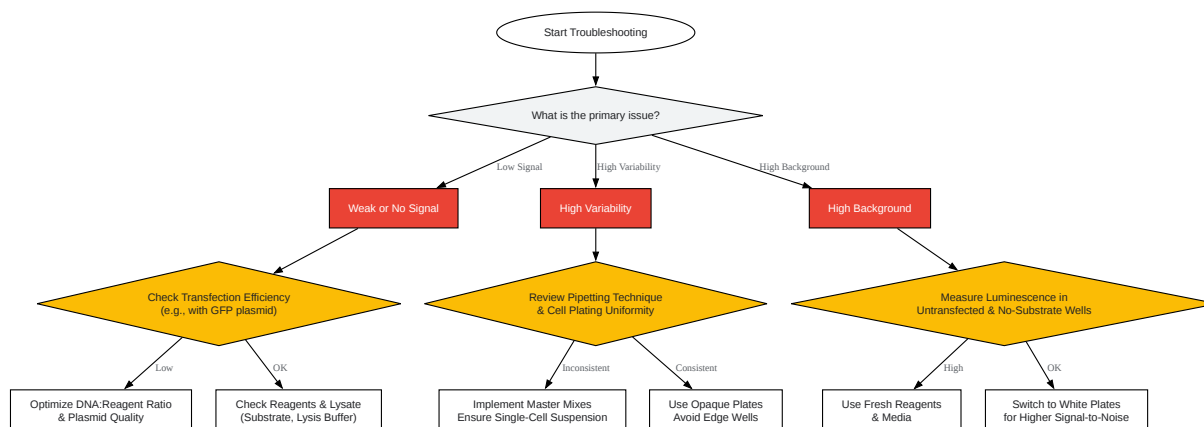 Start Troubleshooting
What is the primary issue?
Low Signal
High Variability
High Background
Weak or No Signal
High Variability
High Background
Check Transfection Efficiency
(e.g., with GFP plasmid)
Review Pipetting Technique
& Cell Plating Uniformity
Measure Luminescence in
Untransfected & No-Substrate Wells
Low
OK
Inconsistent
Consistent
High
OK
Optimize DNA:Reagent Ratio
& Plasmid Quality
Check Reagents & Lysate
(Substrate, Lysis Buffer)
Implement Master Mixes
Ensure Single-Cell Suspension
Use Opaque Plates
Avoid Edge Wells
Use Fresh Reagents
& Media
Switch to White Plates
for Higher Signal-to-Noise